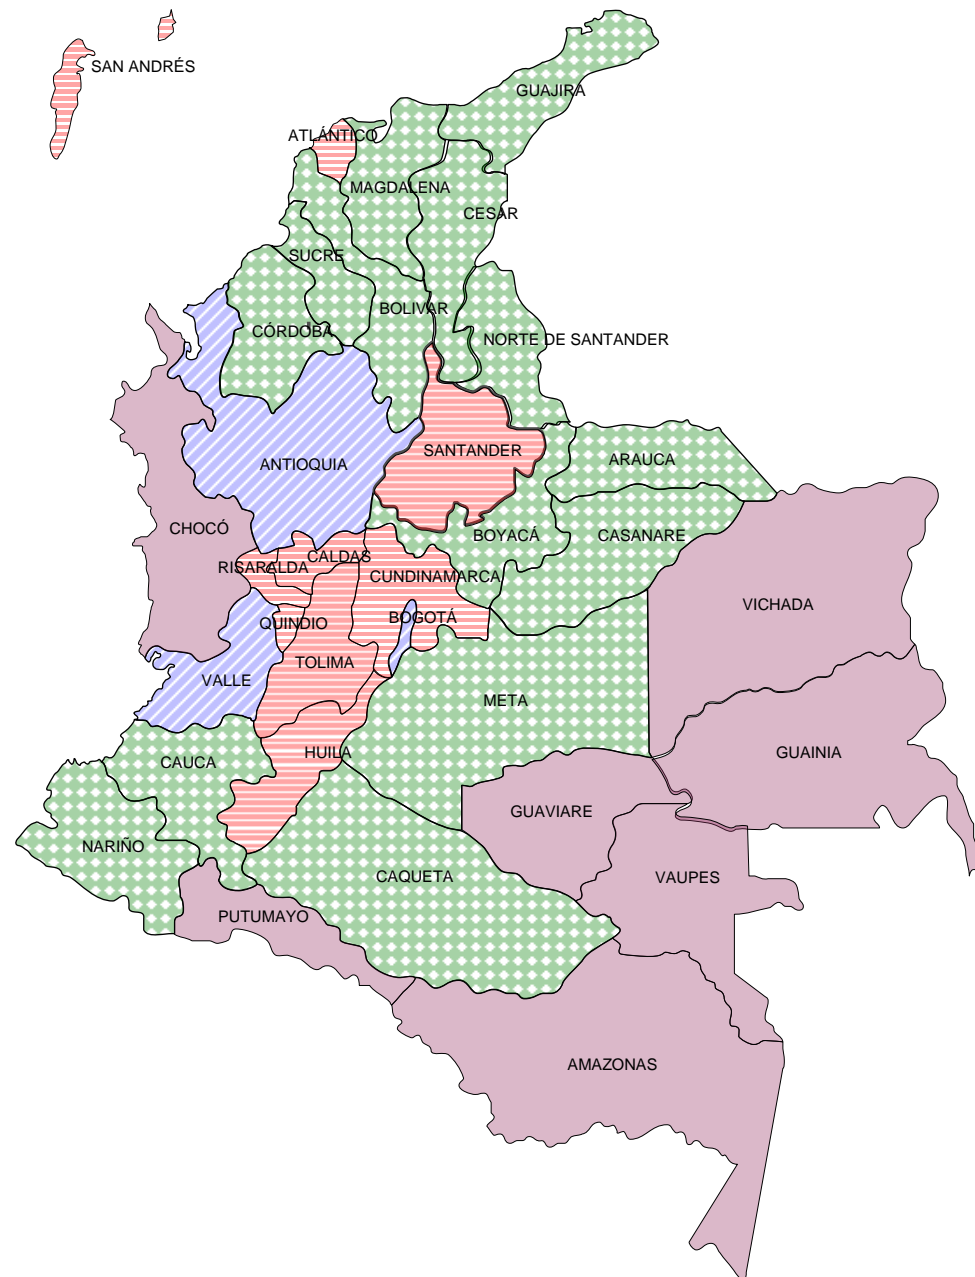 SAN ANDRÉS
GUAJIRA
ATLÁNTICO
MAGDALENA
CESAR
SUCRE
BOLIVAR
CÓRDOBA
NORTE DE SANTANDER
SANTANDER
ANTIOQUIA
ARAUCA
CHOCÓ
BOYACÁ
CASANARE
CALDAS
RISARALDA
CUNDINAMARCA
VICHADA
QUINDIO
BOGOTÁ
TOLIMA
VALLE
META
HUILA
GUAINIA
CAUCA
GUAVIARE
NARIÑO
CAQUETA
VAUPES
PUTUMAYO
AMAZONAS